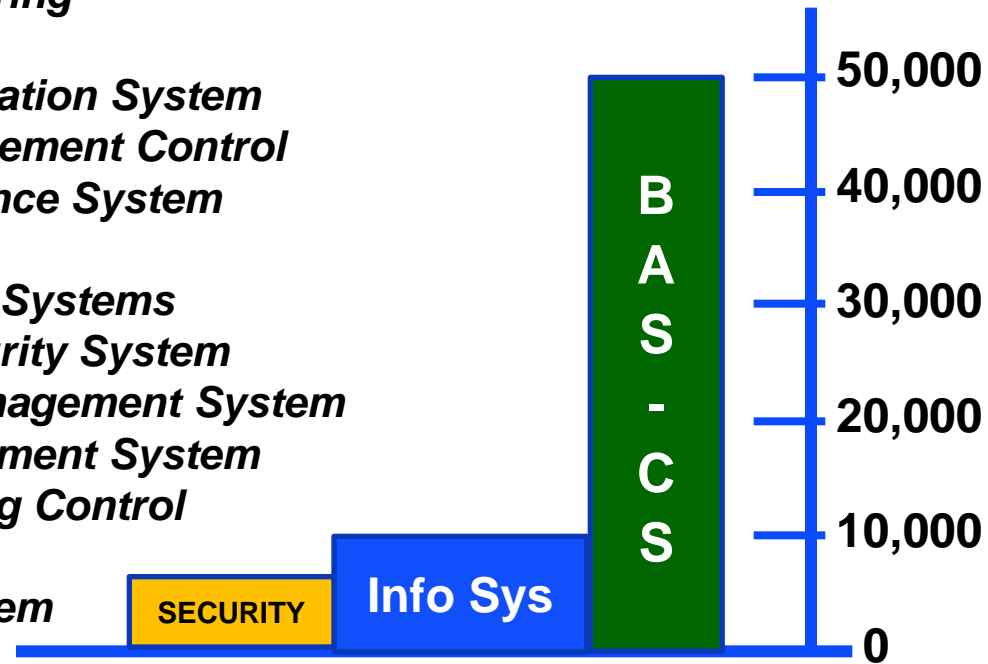 ring
ation System
ement Control
nce System
Systems
rity System
nagement System
ment System
g Control
em
SECURITY
Info Sys
B
A
S
-
C
S
50,000
40,000
30,000
20,000
10,000
0